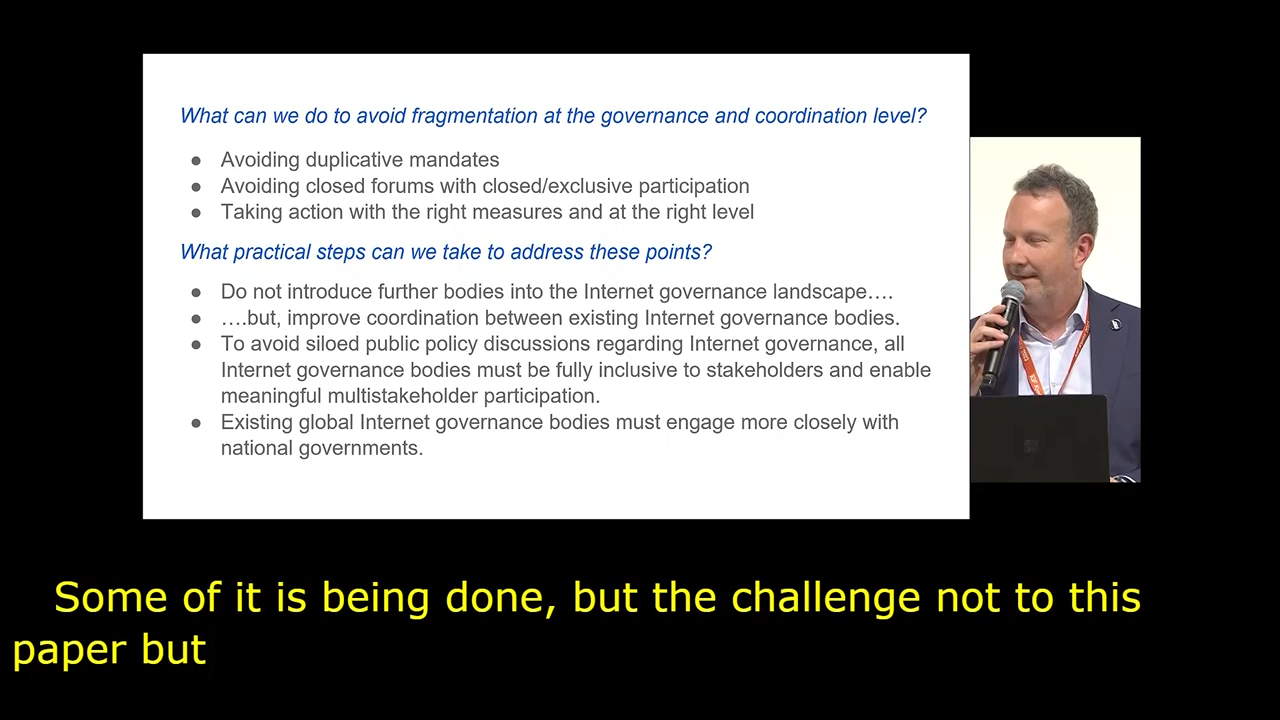 What can we do to avoid fragmentation at the governance and coordination level?
● Avoiding duplicative mandates
● Avoiding closed forums with closed/exclusive participation
● Taking action with the right measures and at the right level
What practical steps can we take to address these points?
● Do not introduce further bodies into the Internet governance landscape….
● ….but, improve coordination between existing Internet governance bodies.
● To avoid siloed public policy discussions regarding Internet governance, all
Internet governance bodies must be fully inclusive to stakeholders and enable
meaningful multistakeholder participation.
● Existing global Internet governance bodies must engage more closely with
national governments.
Some of it is being done, but the challenge not to this
paper but